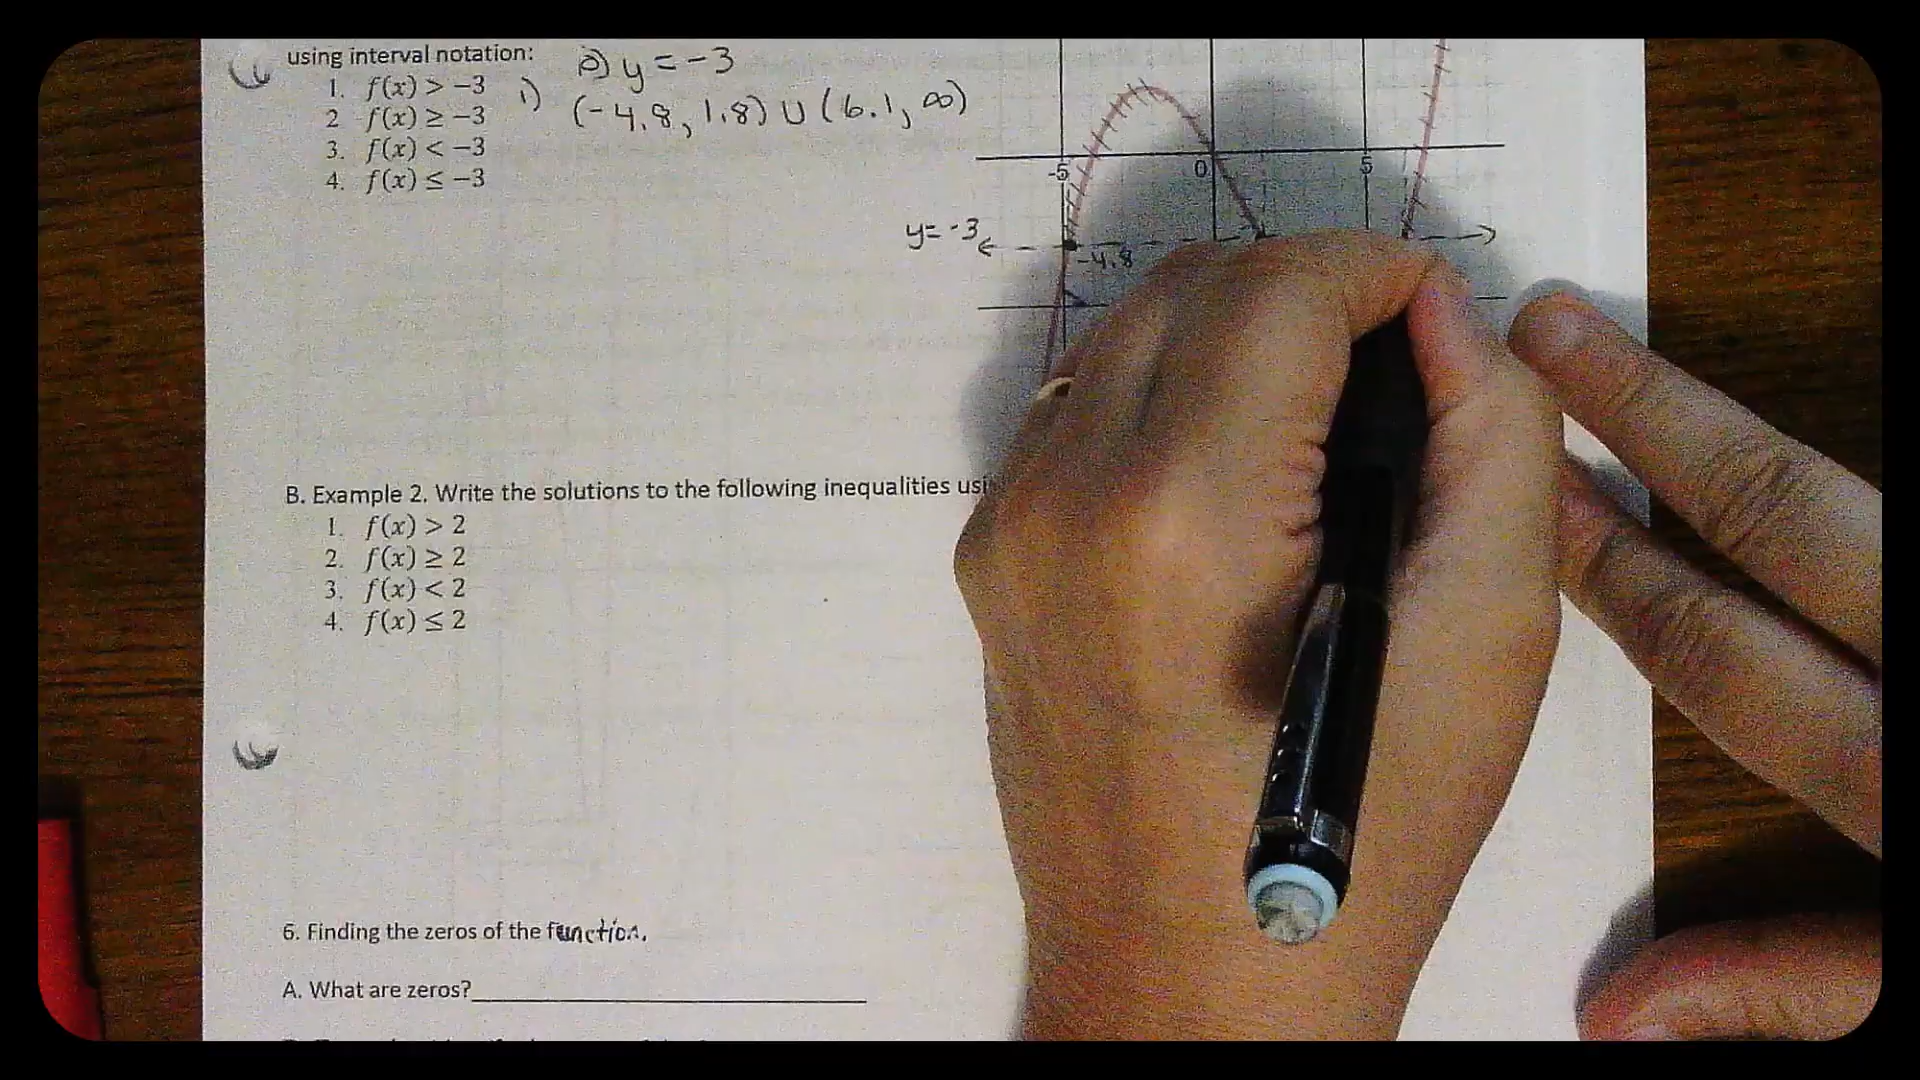 using interval notation:
0) y = -3
1. f(x) > -3
1) (-4.8, 1.8) ∪ (6.1, ∞)
2 f(x) ≥ -3
3. f(x) < -3
4. f(x) ≤ -3
-5 0 5
y= -3
-4.8
B. Example 2. Write the solutions to the following inequalities
1. f(x) > 2
2. f(x) ≥ 2
3. f(x) < 2
4. f(x) ≤ 2
6. Finding the zeros of the function.
A. What are zeros?